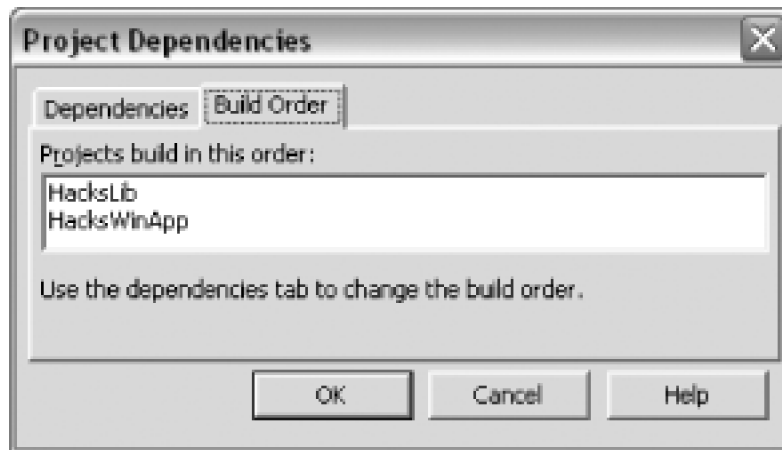 Project Dependencies
Dependencies Build Order
Projects build in this order:
HacksLib
HacksWinApp
Use the dependencies tab to change the build order.
OK Cancel Help